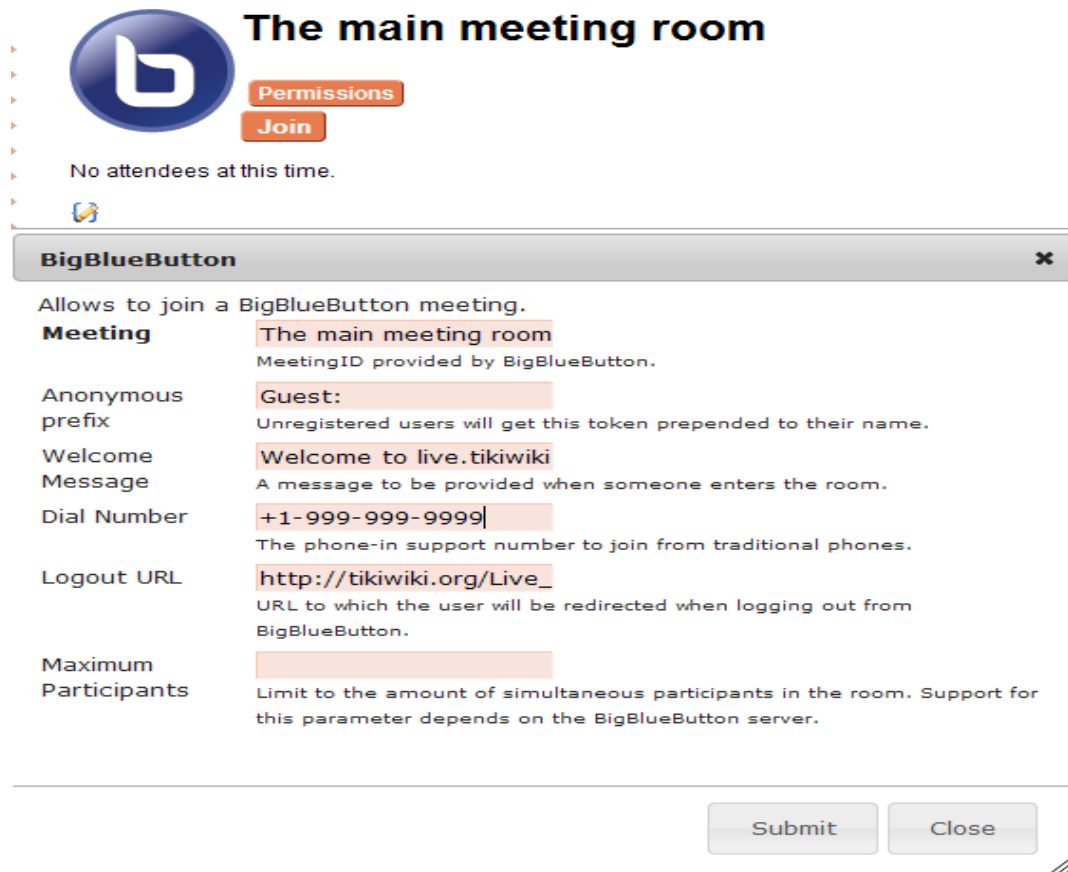 The main meeting room
Permissions
Join
No attendees at this time.
BigBlueButton
Allows to join a BigBlueButton meeting.
Meeting
The main meeting room
MeetingID provided by BigBlueButton.
Anonymous prefix
Guest:
Unregistered users will get this token prepended to their name.
Welcome Message
Welcome to live.tikiwiki
A message to be provided when someone enters the room.
Dial Number
+1-999-999-9999
The phone-in support number to join from traditional phones.
Logout URL
http://tikiwiki.org/Live_
URL to which the user will be redirected when logging out from
BigBlueButton.
Maximum Participants
Limit to the amount of simultaneous participants in the room. Support for
this parameter depends on the BigBlueButton server.
Submit
Close